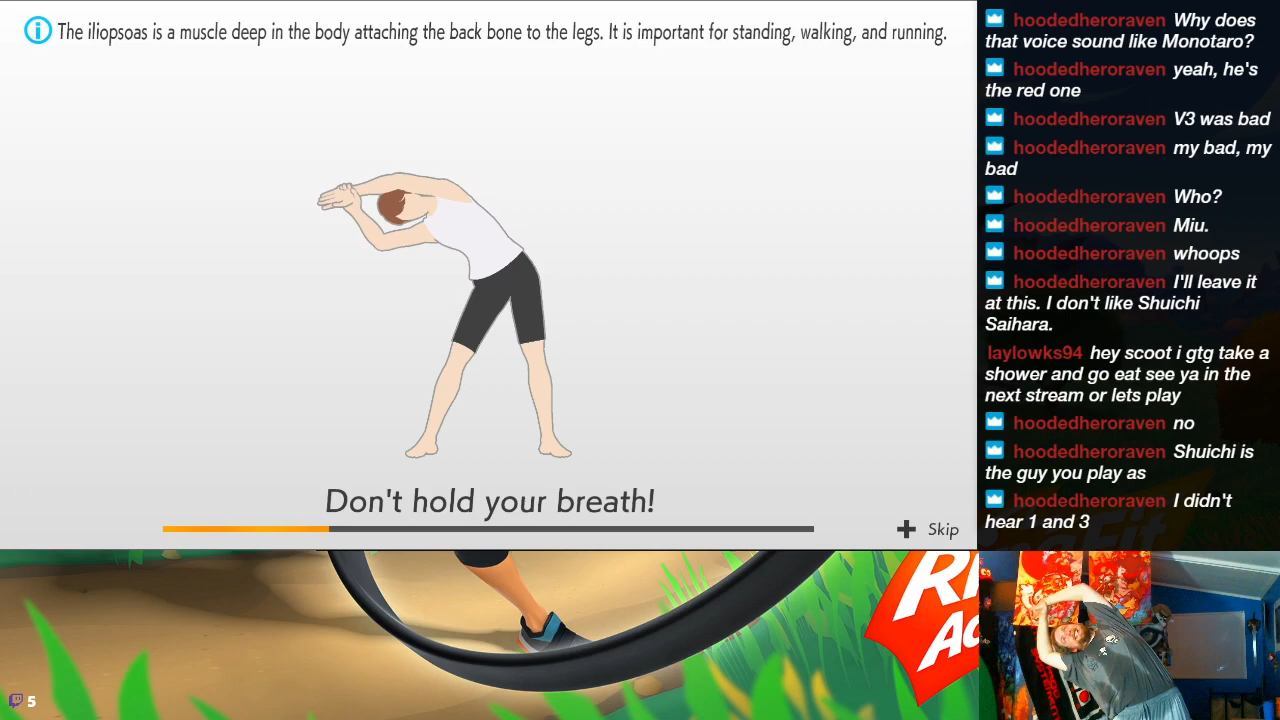 The iliopsoas is a muscle deep in the body attaching the back bone to the legs. It is important for standing, walking, and running.
Don't hold your breath!
Skip
5
hoodedheroraven Why does
that voice sound like Monotaro?
hoodedheroraven yeah, he's
the red one
hoodedheroraven V3 was bad
hoodedheroraven my bad, my
bad
hoodedheroraven Who?
hoodedheroraven Miu.
hoodedheroraven whoops
hoodedheroraven I'll leave it
at this. I don't like Shuichi
Saihara.
laylowks94 hey scoot i gtg take a
shower and go eat see ya in the
next stream or lets play
hoodedheroraven no
hoodedheroraven Shuichi is
the guy you play as
hoodedheroraven I didn't
hear 1 and 3